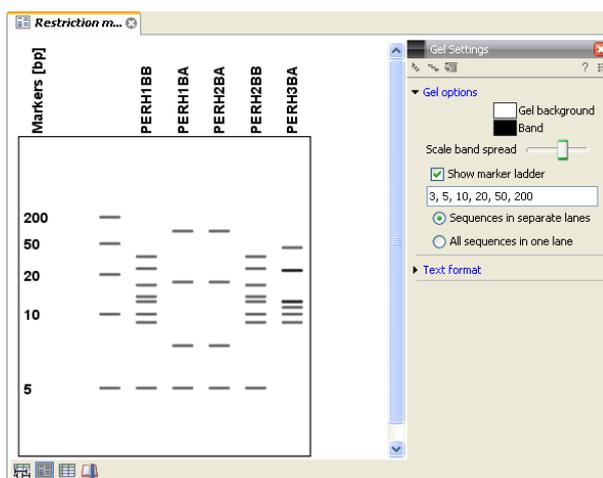 Restriction m...
Markers [bp]
PERH1BB
PERH1BA
PERH2BA
PERH2BB
PERH3BA
200
50
20
10
5
Gel Settings
?
Gel options
Gel background
Band
Scale band spread
Show marker ladder
3, 5, 10, 20, 50, 200
Sequences in separate lanes
All sequences in one lane
Text format